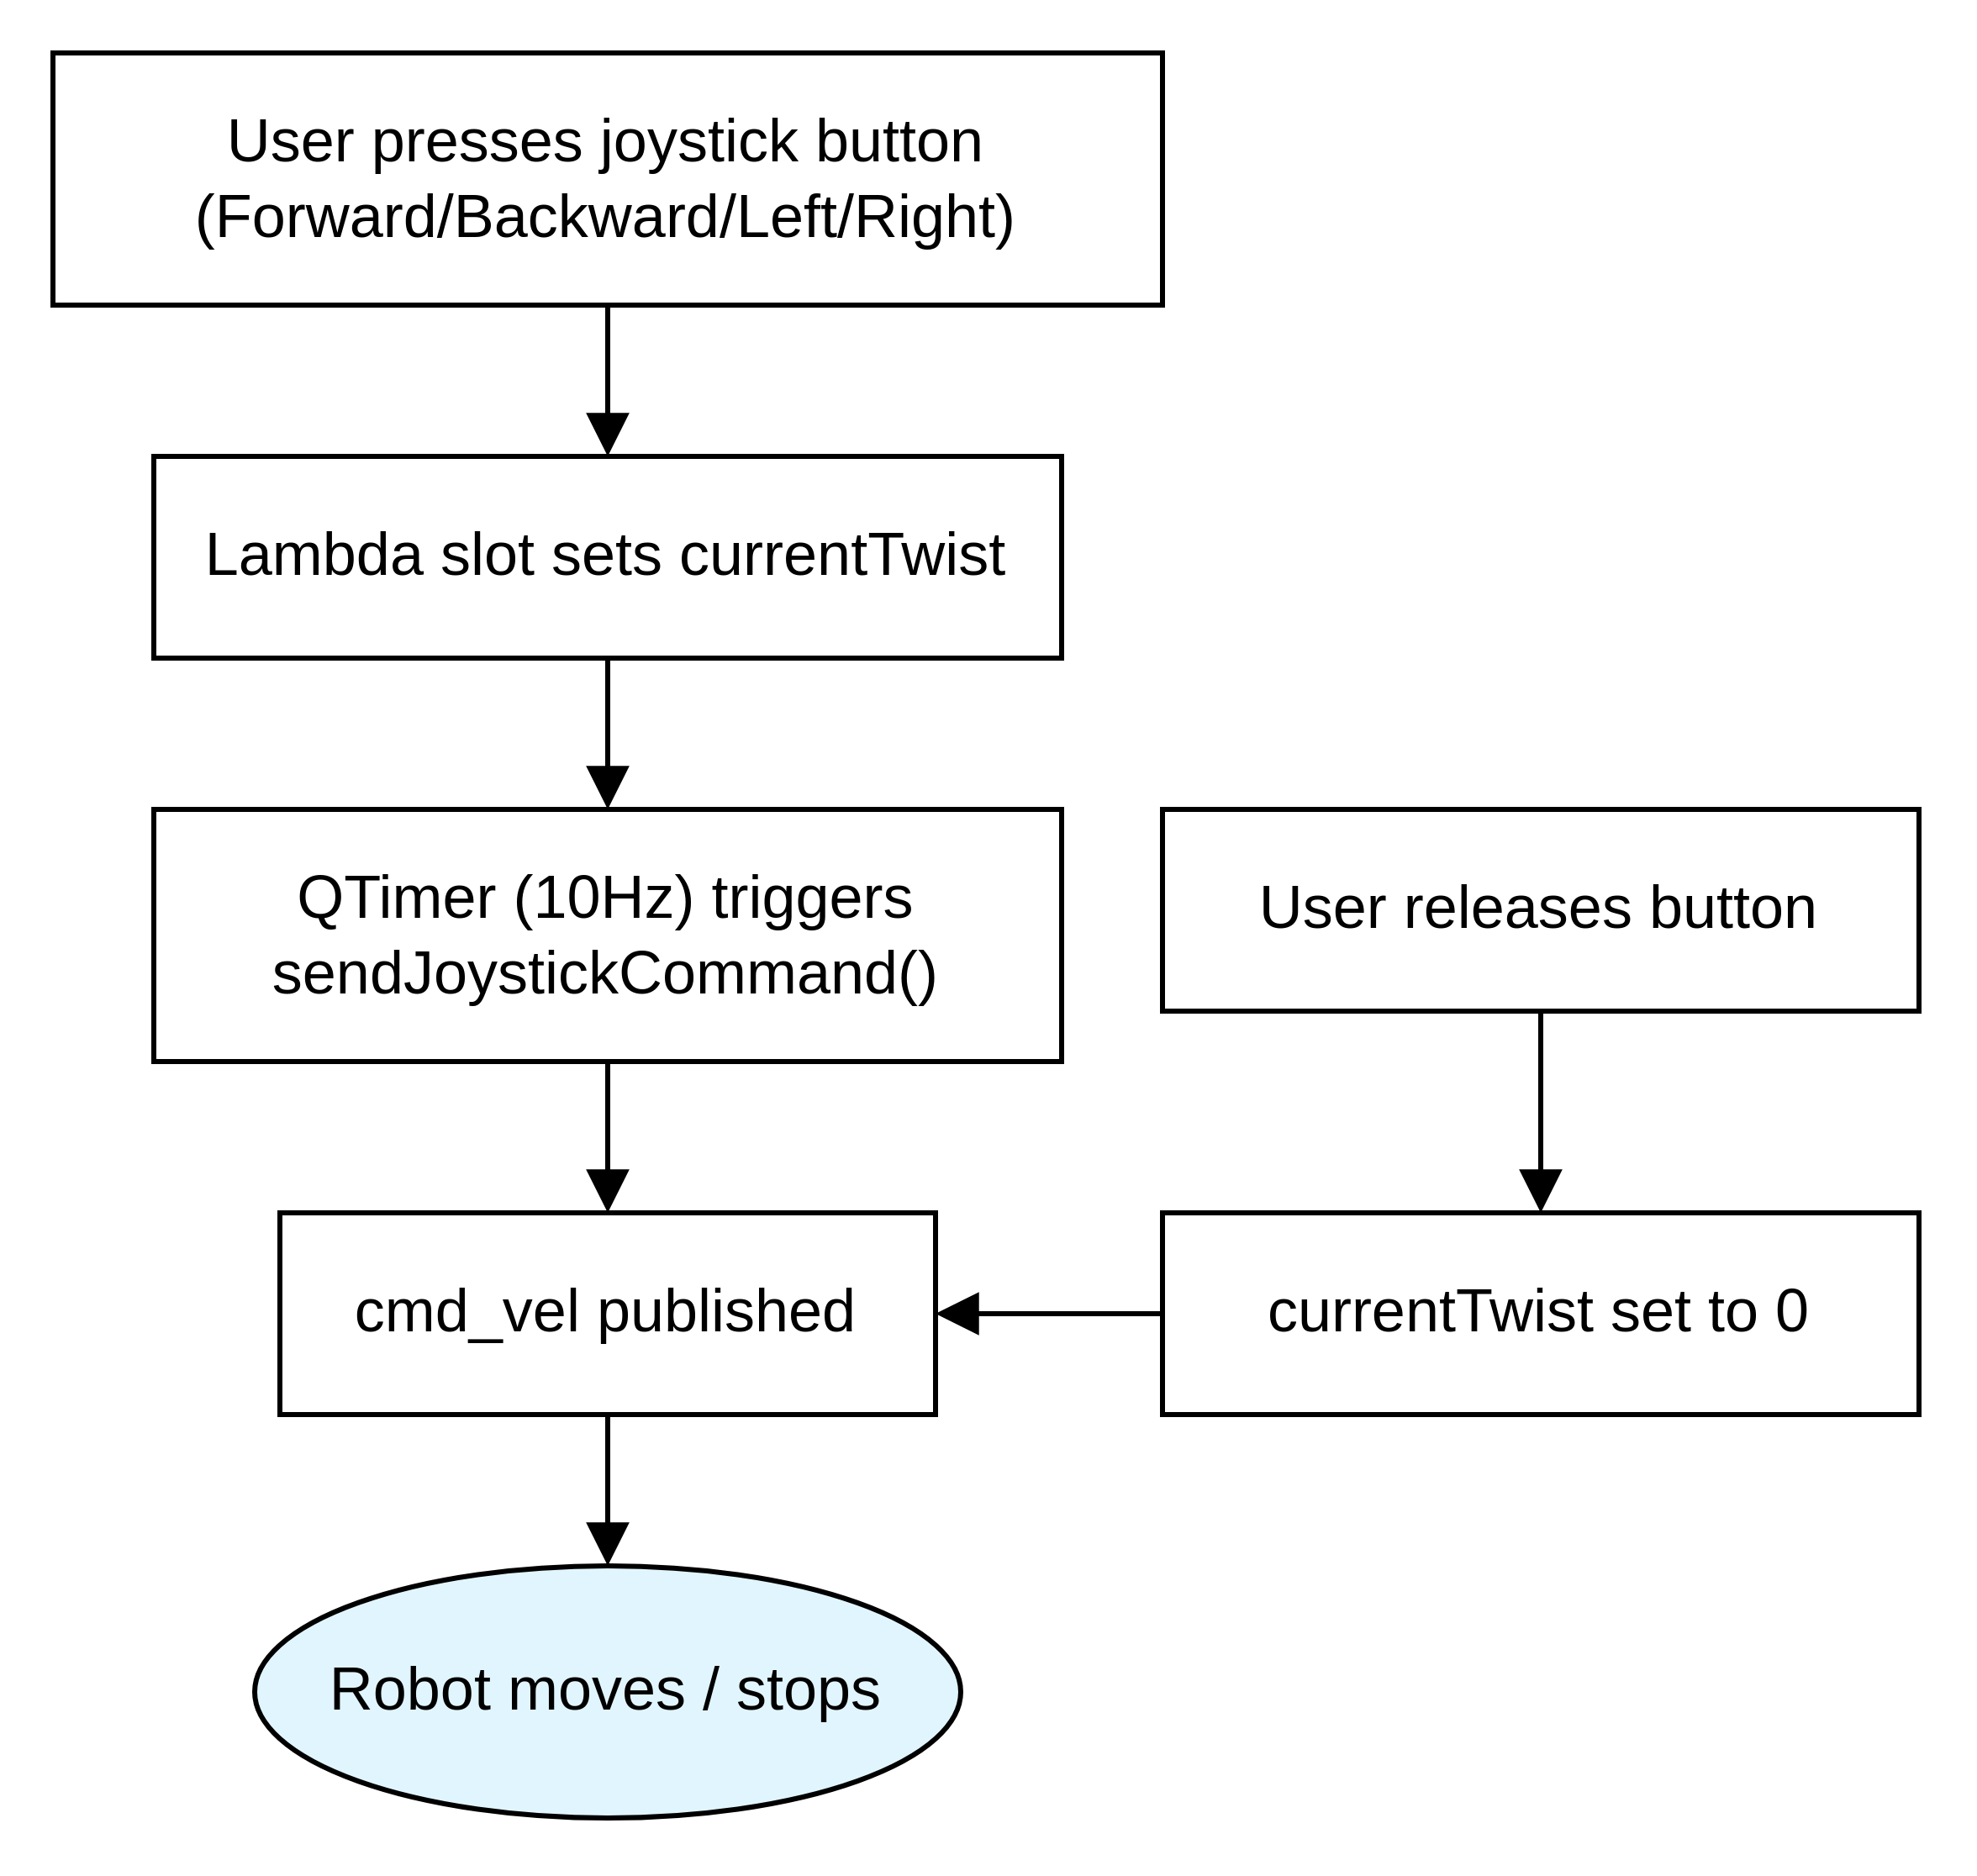 User presses joystick button
(Forward/Backward/Left/Right)
Lambda slot sets currentTwist
QTimer (10Hz) triggers
sendJoystickCommand()
User releases button
cmd_vel published
currentTwist set to 0
Robot moves / stops